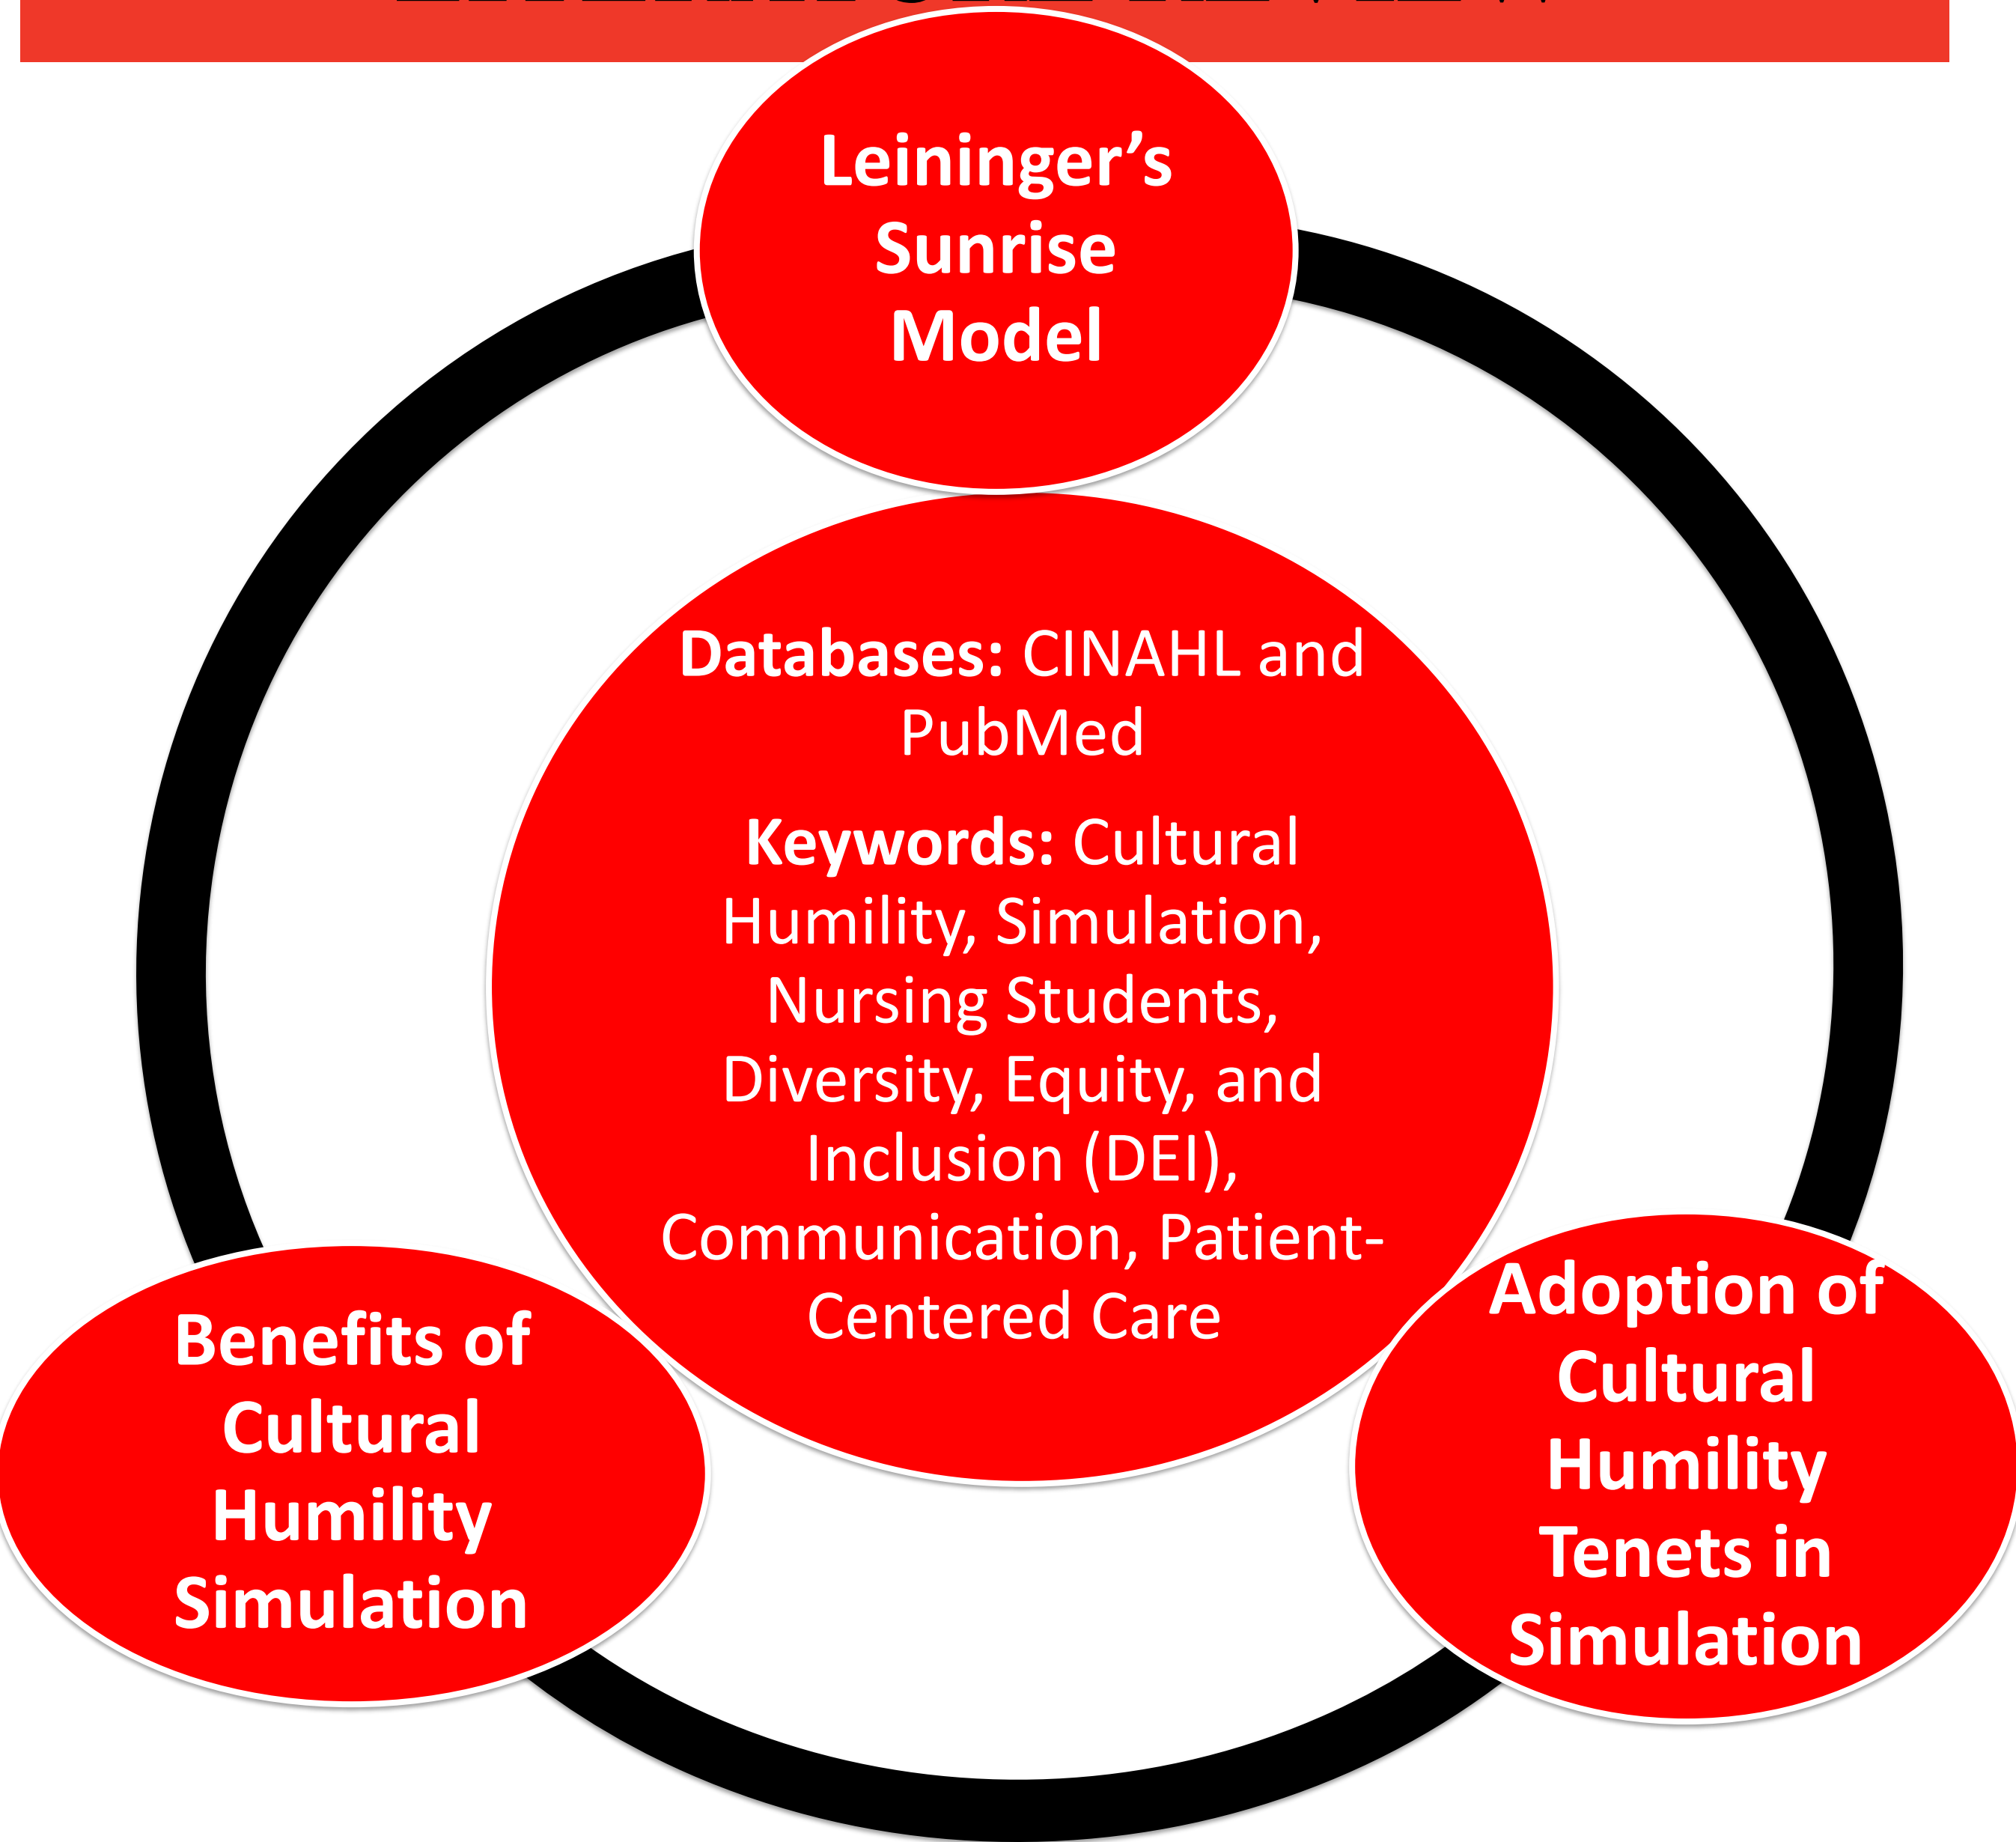 Leininger's
Sunrise
Model
Databases: CINAHL and
PubMed
Keywords: Cultural
Humility, Simulation,
Nursing Students,
Diversity, Equity, and
Inclusion (DEI),
Communication, Patient-
Centered Care
Benefits of
Cultural
Humility
Simulation
Adoption of
Cultural
Humility
Tenets in
Simulation